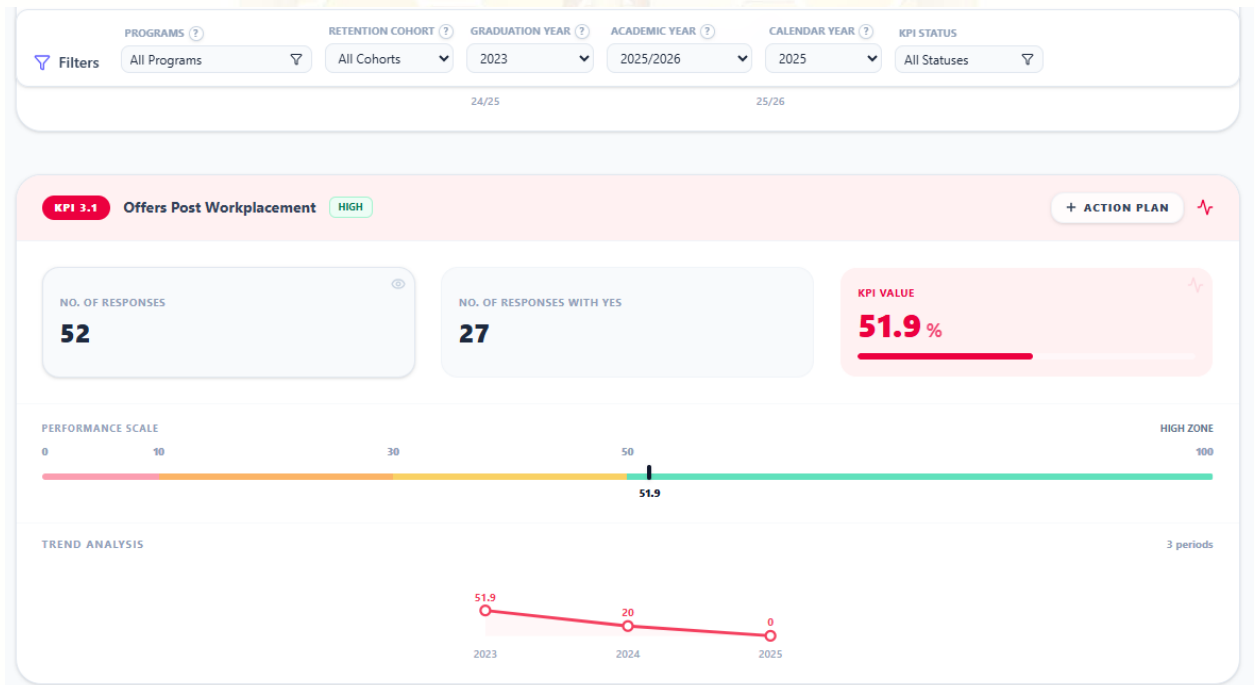 PROGRAMS ?
RETENTION COHORT ?
GRADUATION YEAR ?
ACADEMIC YEAR ?
CALENDAR YEAR ?
KPI STATUS
Filters
All Programs
All Cohorts
2023
2025/2026
2025
All Statuses
24/25
25/26
KPI 3.1
Offers Post Workplacement
HIGH
+ ACTION PLAN
NO. OF RESPONSES
52
NO. OF RESPONSES WITH YES
27
KPI VALUE
51.9 %
PERFORMANCE SCALE
HIGH ZONE
0 10 30 50 100
51.9
TREND ANALYSIS
3 periods
51.9
20
0
2023 2024 2025